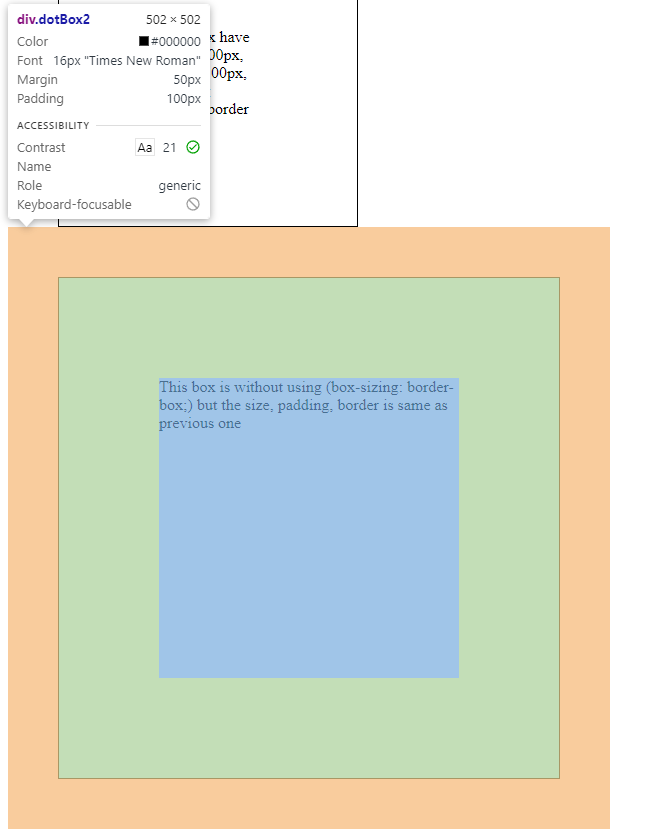 div.dotBox2 502 × 502
Color #000000
Font 16px "Times New Roman"
Margin 50px
Padding 100px
ACCESSIBILITY
Contrast Aa 21
Name
Role generic
Keyboard-focusable
have
00px,
00px,
border
This box is without using (box-sizing: border-
box;) but the size, padding, border is same as
previous one